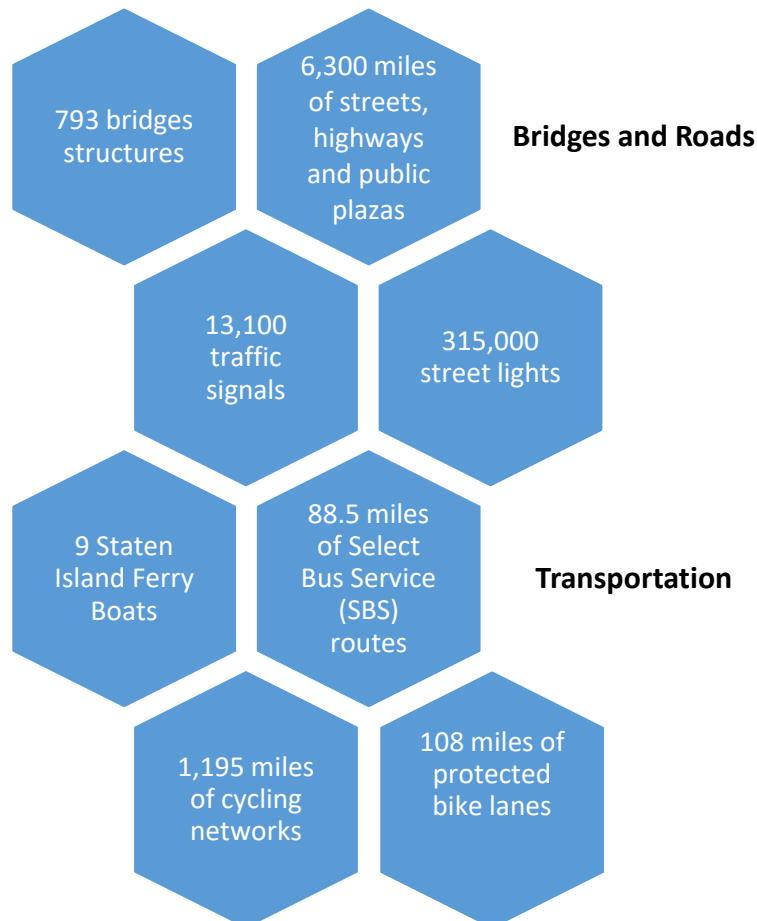 793 bridges
structures
6,300 miles
of streets,
highways
and public
plazas
Bridges and Roads
13,100
traffic
signals
315,000
street lights
9 Staten
Island Ferry
Boats
88.5 miles
of Select
Bus Service
(SBS)
routes
Transportation
1,195 miles
of cycling
networks
108 miles of
protected
bike lanes